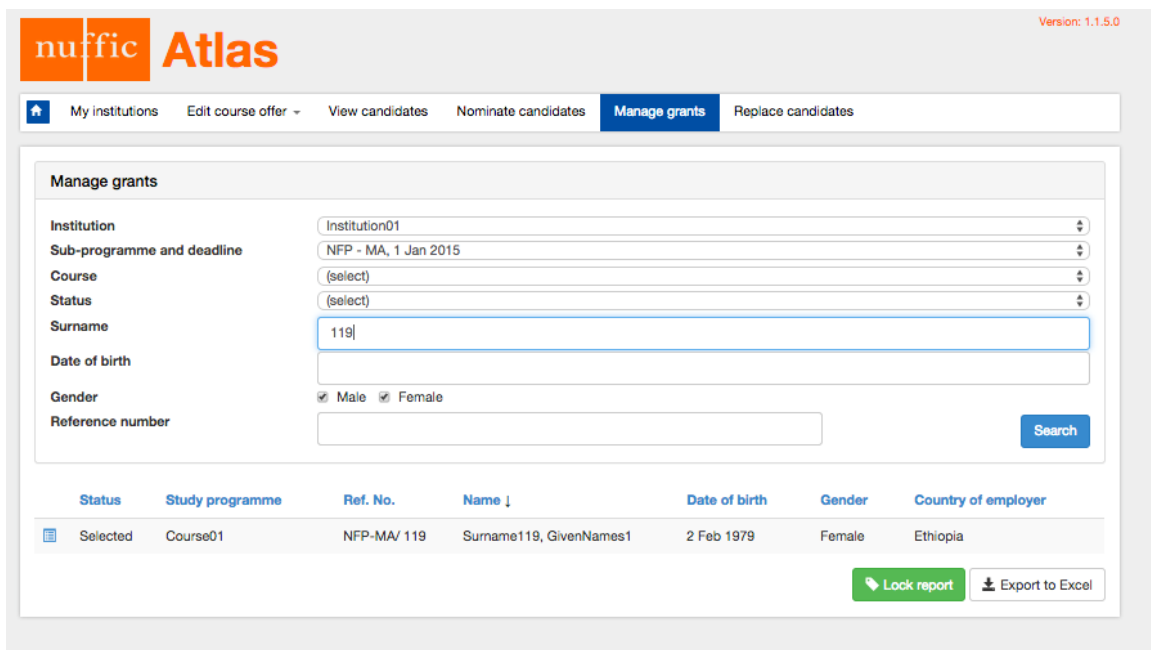 Version: 1.1.5.0
nuffic Atlas
My institutions Edit course offer View candidates Nominate candidates Manage grants Replace candidates
Manage grants
Institution Institution01
Sub-programme and deadline NFP - MA, 1 Jan 2015
Course (select)
Status (select)
Surname 119
Date of birth
Gender Male Female
Reference number
Search
Status Study programme Ref. No. Name ↓ Date of birth Gender Country of employer
Selected Course01 NFP-MA/ 119 Surname119, GivenNames1 2 Feb 1979 Female Ethiopia
Lock report Export to Excel